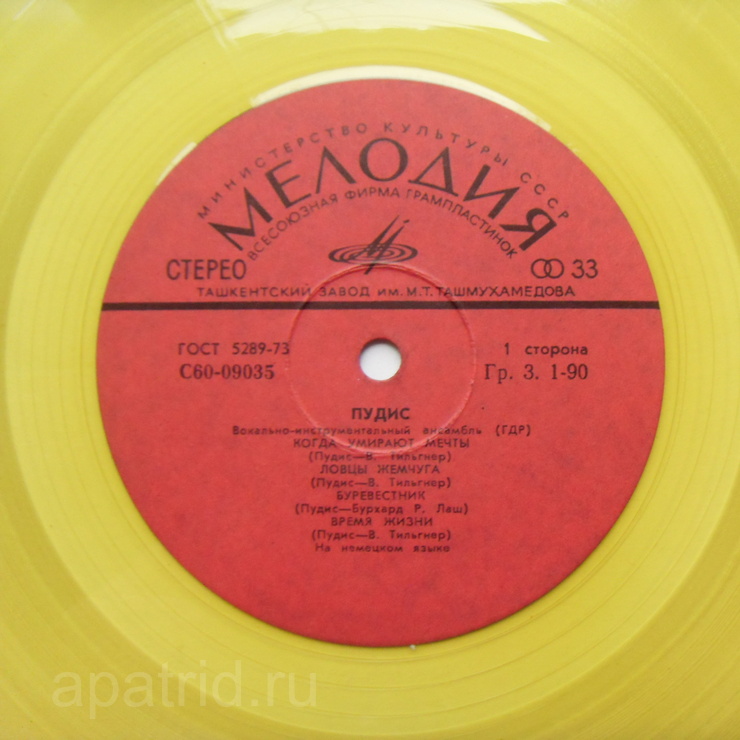 МИНИСТЕРСТВО КУЛЬТУРЫ СССР
МЕЛОДИЯ
ВСЕСОЮЗНАЯ ФИРМА ГРАМПЛАСТИНОК
СТЕРЕО 33
ТАШКЕНТСКИЙ ЗАВОД ИМ. М.Т. ТАШМУХАМЕДОВА
ГОСТ 5289-73 1 сторона
С60-09035 Гр. 3. 1-90
ПУДИС
Вокально-инструментальный ансамбль (ГДР)
КОГДА УМИРАЮТ МЕЧТЫ
(Пудис—В. Тильгнер)
ЛОВЦЫ ЖЕМЧУГА
(Пудис—В. Тильгнер)
БУРЕВЕСТНИК
(Пудис—Бурхард Р. Лаш)
ВРЕМЯ ЖИЗНИ
(Пудис—В. Тильгнер)
На немецком языке
apatrid.ru